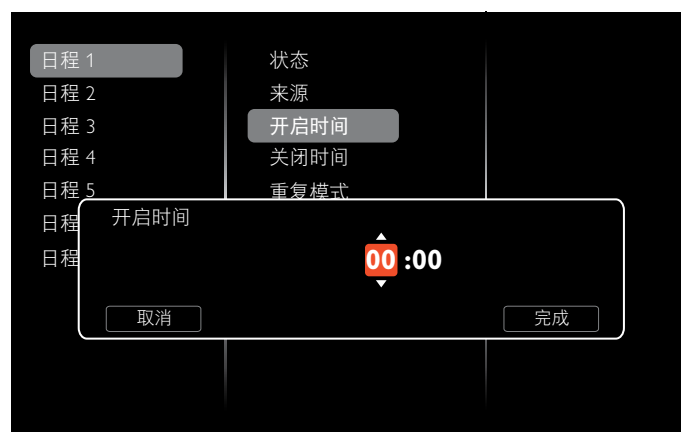 日程 1
日程 2
日程 3
日程 4
日程 5
日程
日程
状态
来源
开启时间
关闭时间
重复模式
开启时间
00 :00
取消
完成